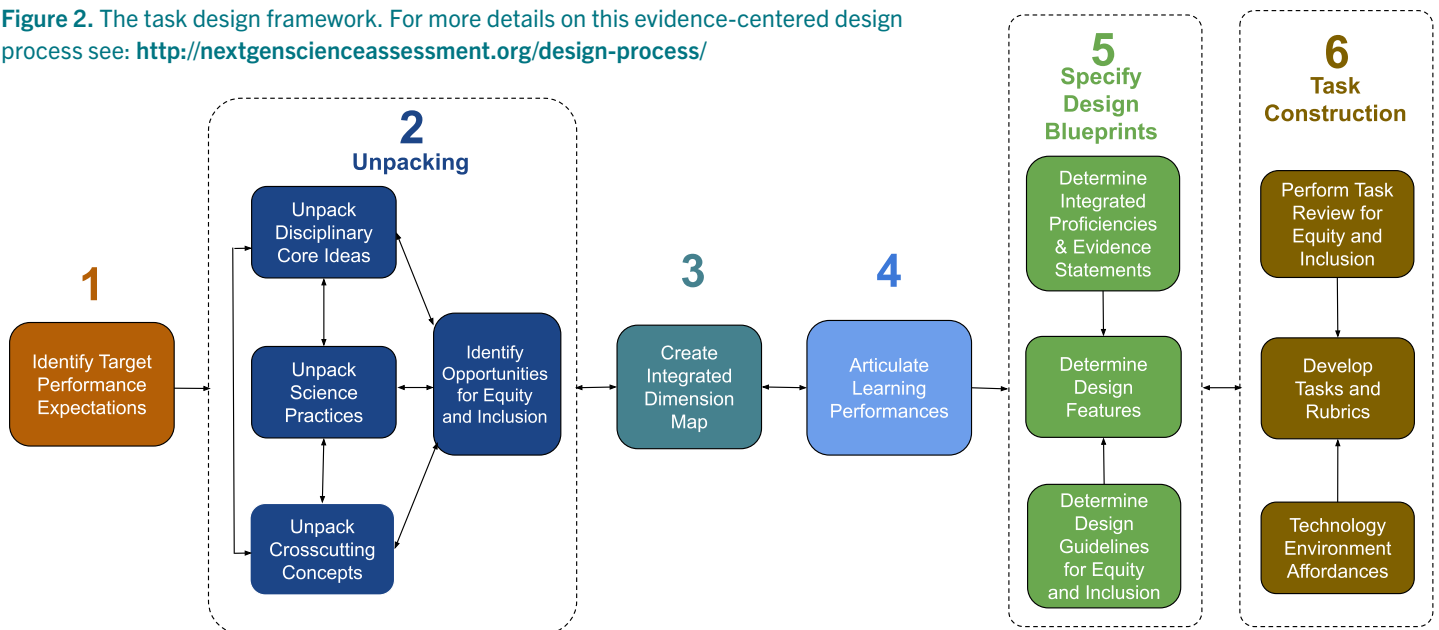 Figure 2. The task design framework. For more details on this evidence-centered design
process see: http://nextgenscienceassessment.org/design-process/
1
Identify Target
Performance
Expectations
2
Unpacking
Unpack
Disciplinary
Core Ideas
Unpack
Science
Practices
Unpack
Crosscutting
Concepts
Identify
Opportunities
for Equity
and Inclusion
3
Create
Integrated
Dimension
Map
4
Articulate
Learning
Performances
5
Specify
Design
Blueprints
Determine
Integrated
Proficiencies
& Evidence
Statements
Determine
Design
Features
Determine
Design
Guidelines
for Equity
and Inclusion
6
Task
Construction
Perform Task
Review for
Equity and
Inclusion
Develop
Tasks and
Rubrics
Technology
Environment
Affordances